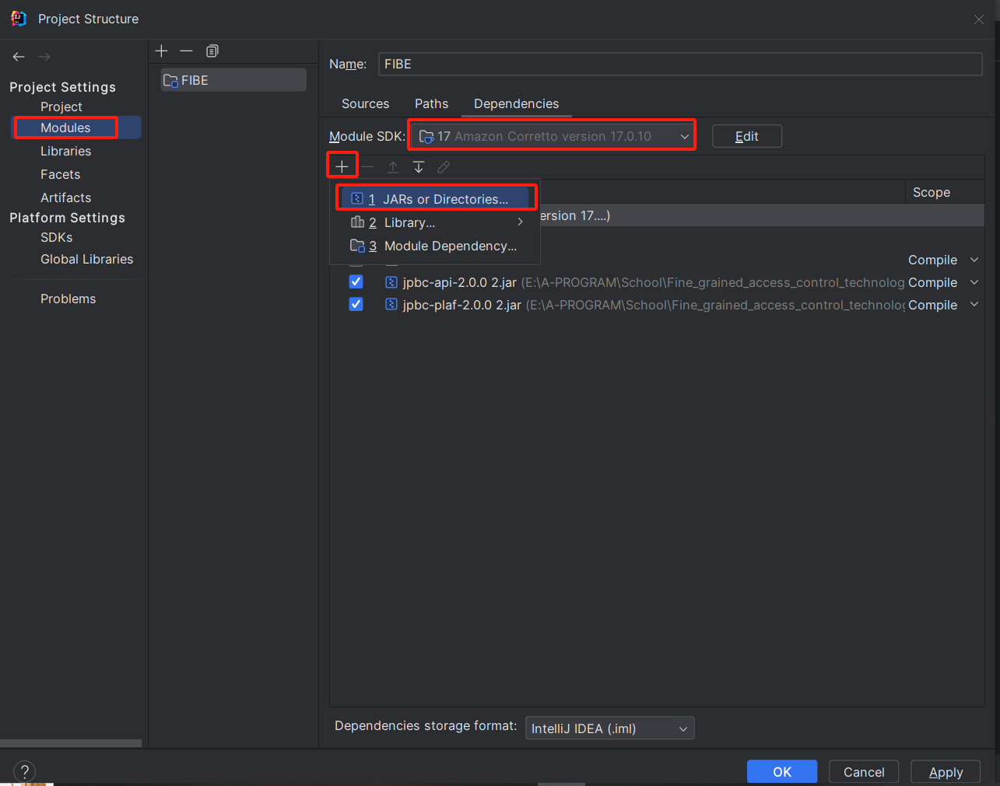 Project Structure
Project Settings
Project
Modules
Libraries
Facets
Artifacts
Platform Settings
SDKs
Global Libraries
Problems
FIBE
Name: FIBE
Sources Paths Dependencies
Module SDK: 17 Amazon Corretto version 17.0.10 Edit
Scope
1 JARs or Directories...
2 Library...
3 Module Dependency...
ersion 17....)
Compile
jpbc-api-2.0.0 2.jar (E:\A-PROGRAM\School\Fine_grained_access_control_technolog Compile
jpbc-plaf-2.0.0 2.jar (E:\A-PROGRAM\School\Fine_grained_access_control_technolog Compile
Dependencies storage format: IntelliJ IDEA (.iml)
? OK Cancel Apply